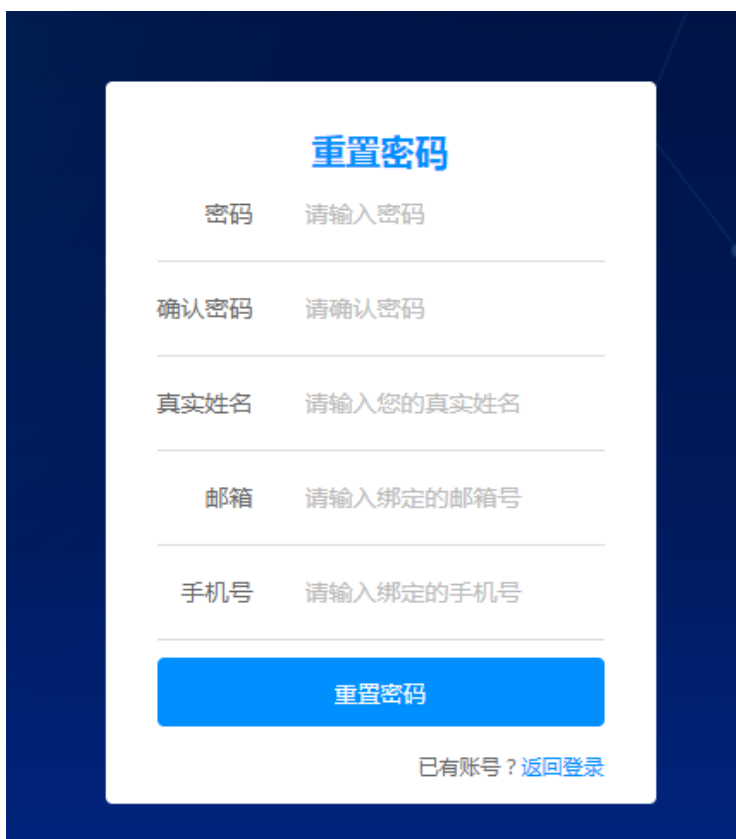 重置密码
密码 请输入密码
确认密码 请确认密码
真实姓名 请输入您的真实姓名
邮箱 请输入绑定的邮箱号
手机号 请输入绑定的手机号
重置密码
已有账号？返回登录